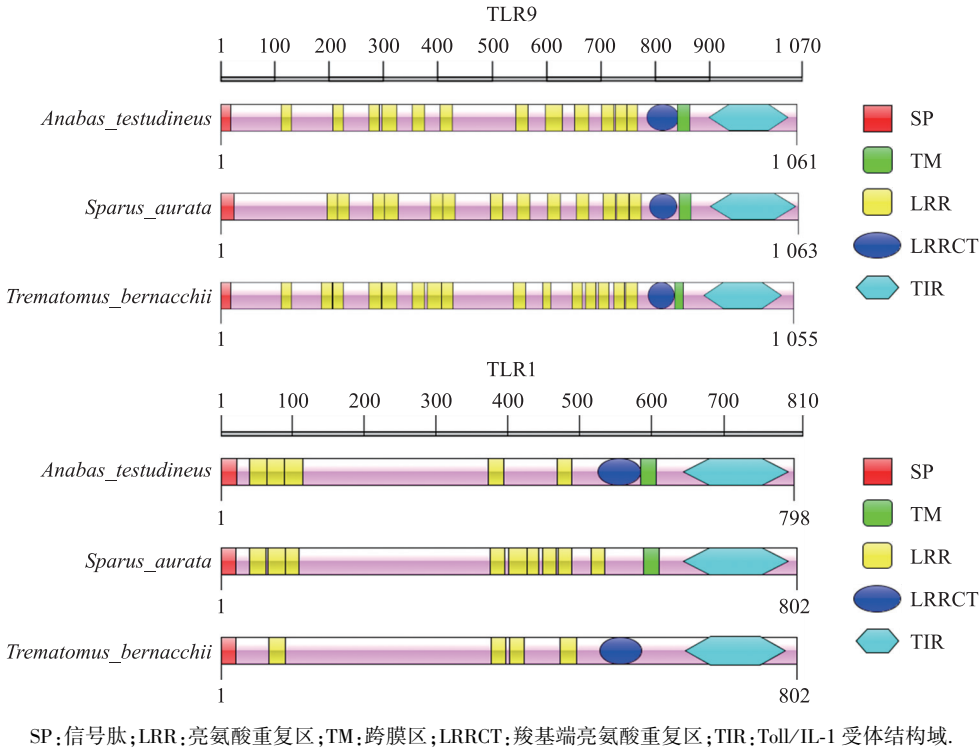 TLR9
1 100 200 300 400 500 600 700 800 900 1 070
Anabas_testudineus
1 1 061
SP
TM
Sparus_aurata
LRR
1 1 063
LRRCT
Trematomus_bernacchii
TIR
1 1 055
TLR1
1 100 200 300 400 500 600 700 810
Anabas_testudineus
SP
1 798
TM
Sparus_aurata
LRR
1 802
LRRCT
Trematomus_bernacchii
TIR
1 802
SP:信号肽;LRR:亮氨酸重复区;TM:跨膜区;LRRCT:羧基端亮氨酸重复区;TIR:Toll/IL-1 受体结构域.